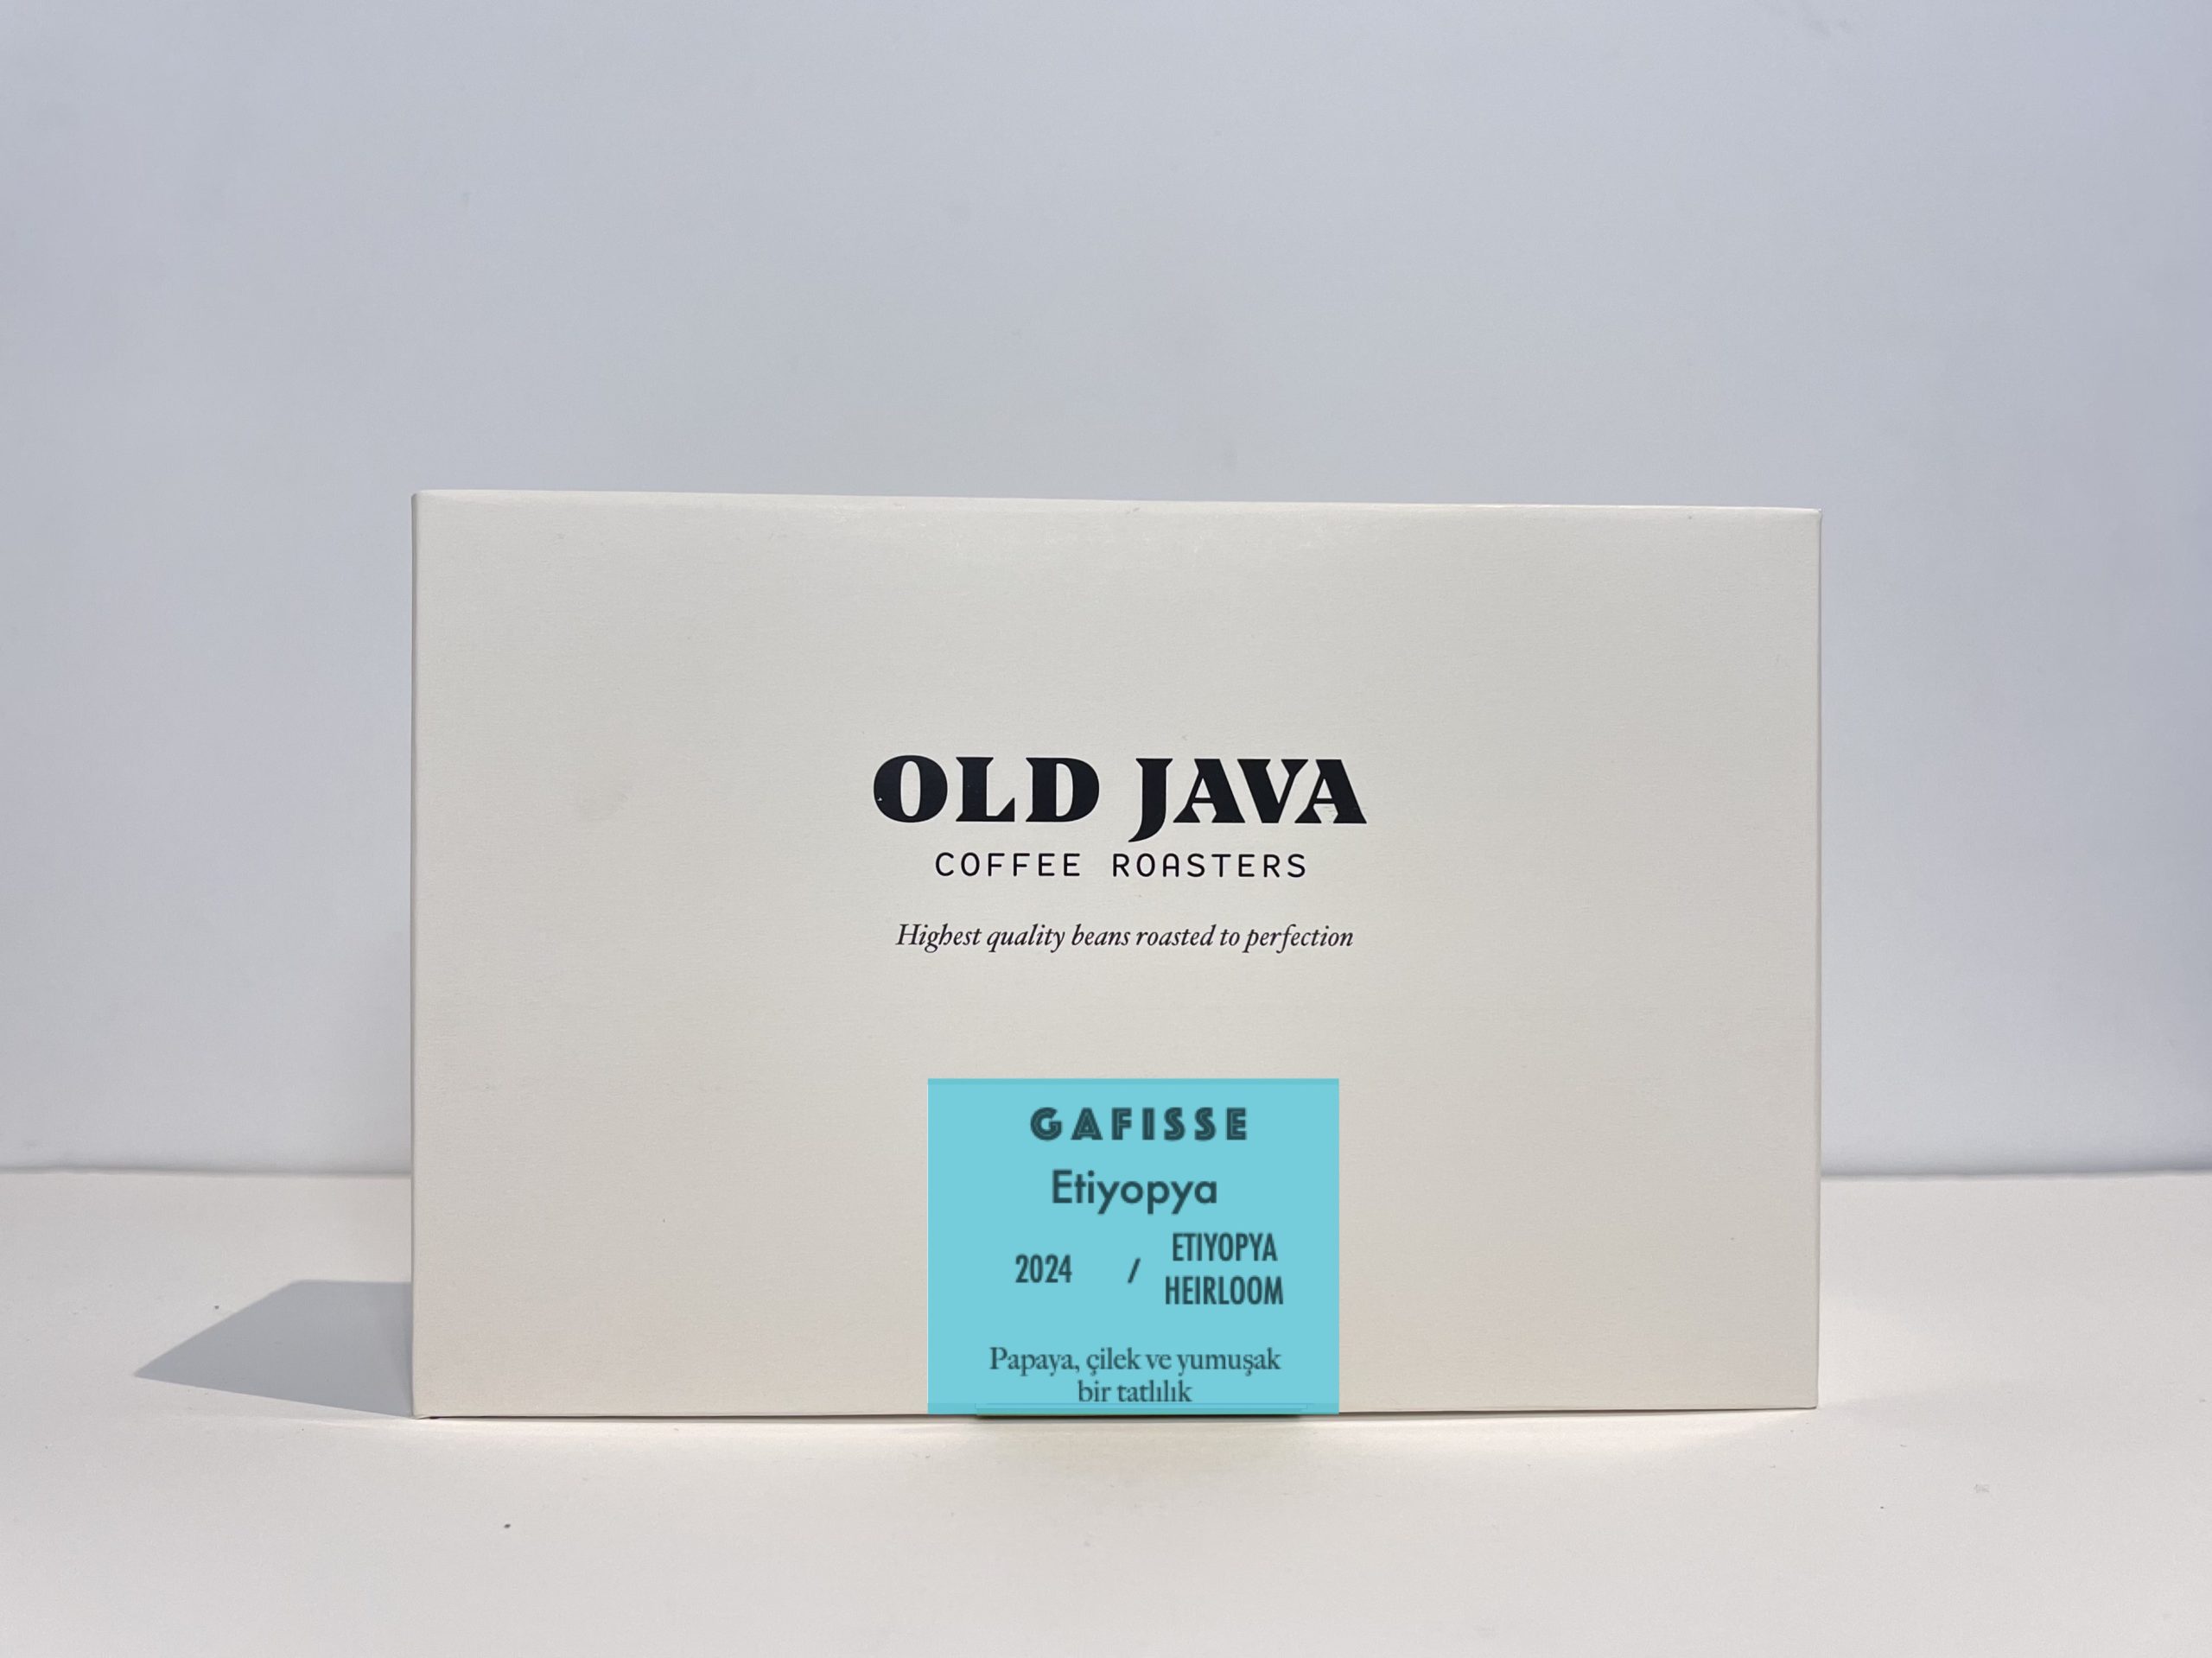 OLD JAVA
COFFEE ROASTERS
Highest quality beans roasted to perfection
GAFISSE
Etiyopya
2024 / ETIYOPYA HEIRLOOM
Papaya, çilek ve yumuşak
bir tatlılık